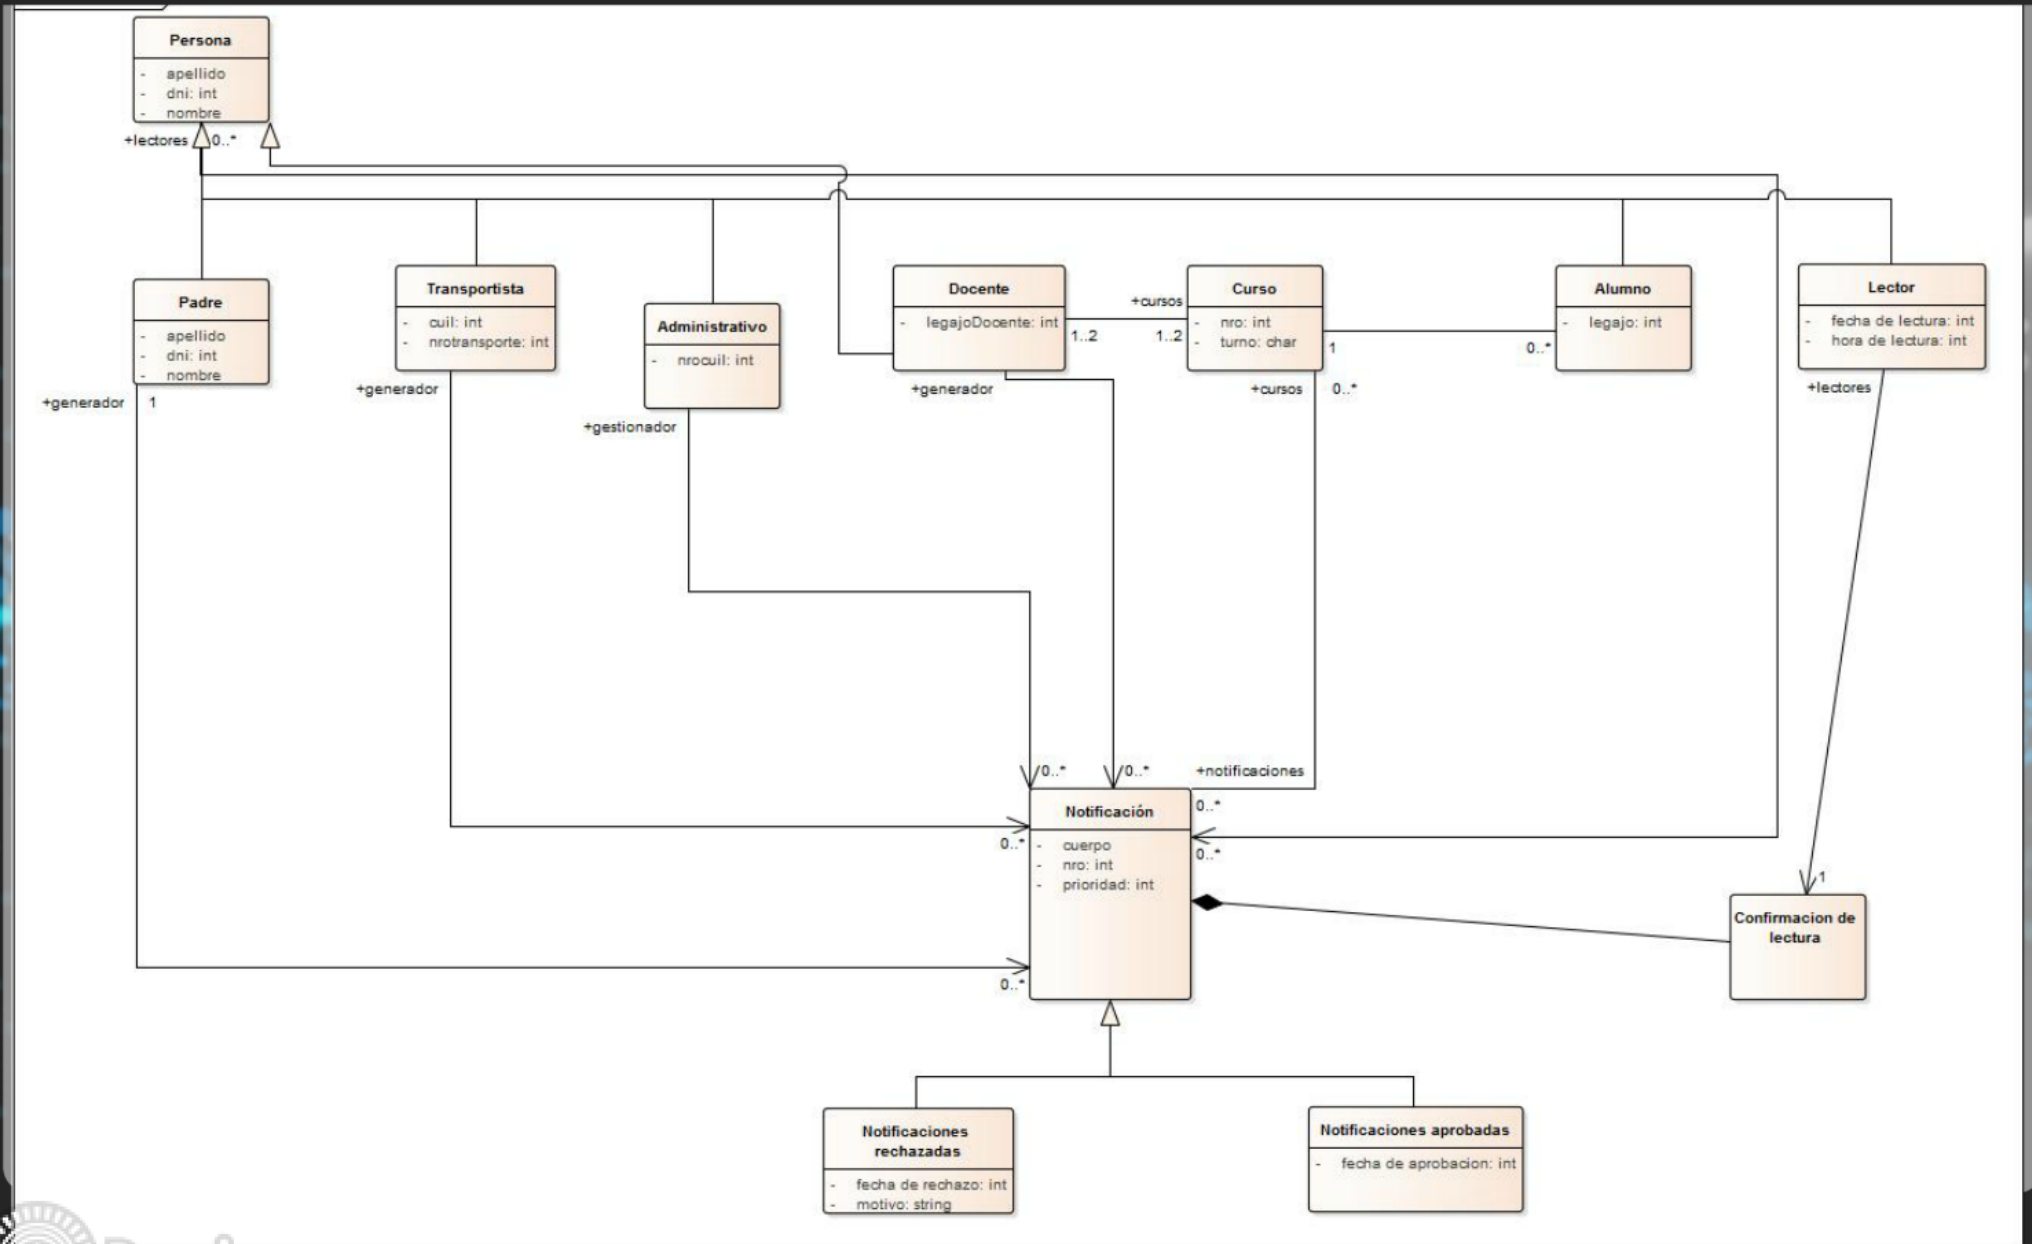 Persona
- apellido
- dni: int
- nombre
+lectores 0..*
Padre
- apellido
- dni: int
- nombre
+generador 1
Transportista
- cuil: int
- nrotransporte: int
+generador
Administrativo
- nrocuil: int
+gestionador
Docente
- legajoDocente: int
+generador
1..2
+cursos
1..2
Curso
- nro: int
- turno: char
+cursos 0..*
1
0..*
Alumno
- legajo: int
Lector
- fecha de lectura: int
- hora de lectura: int
+lectores
0..*
0..*
+notificaciones
0..*
0..*
0..*
0..*
Notificación
- cuerpo
- nro: int
- prioridad: int
1
Confirmacion de
lectura
Notificaciones
rechazadas
- fecha de rechazo: int
- motivo: string
Notificaciones aprobadas
- fecha de aprobacion: int